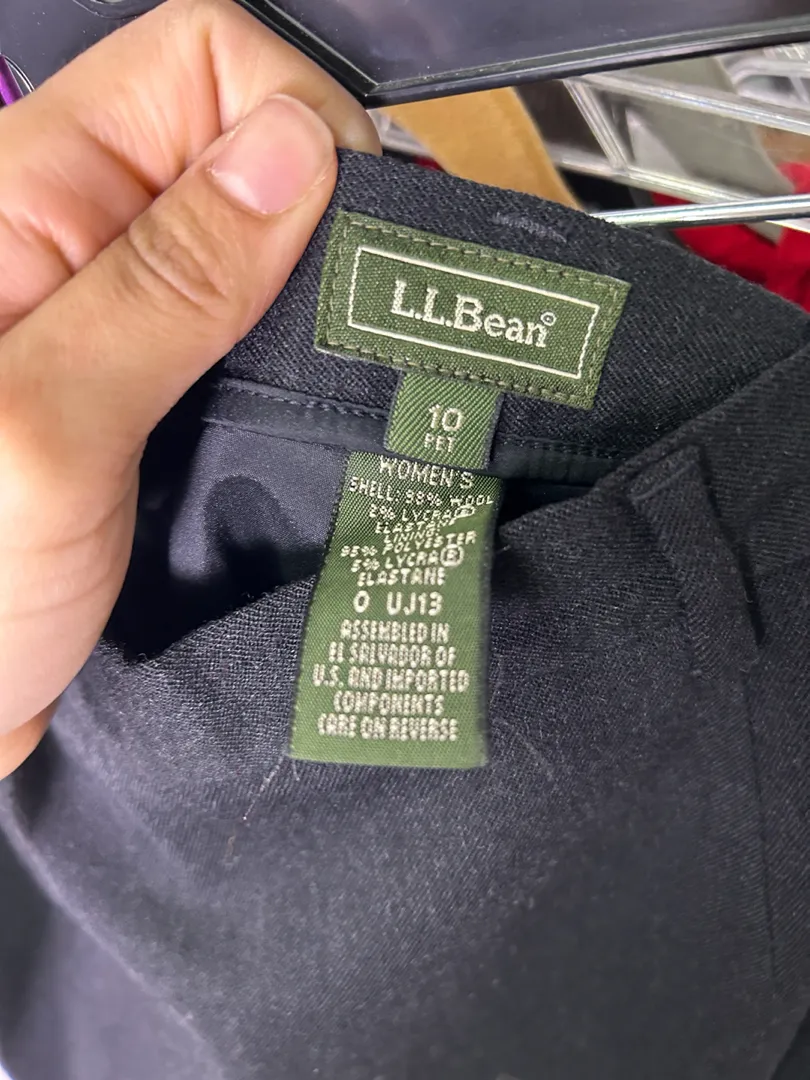 L.L.Bean®
10
PET
WOMEN'S
SHELL: 98% WOOL
2% LYCRA®
ELASTANE
LINING:
95% POLYESTER
5% LYCRA®
ELASTANE
0 UJ13
ASSEMBLED IN
EL SALVADOR OF
U.S. AND IMPORTED
COMPONENTS
CARE ON REVERSE